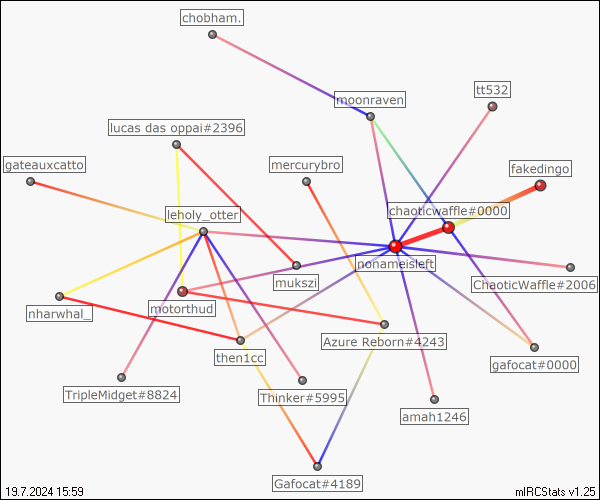 chobham.
tt532
moonraven
lucas das oppai#2396
gateauxcatto
mercurybro
fakedingo
leholy_otter
chaoticwaffle#0000
nonameisleft
mukszi
ChaoticWaffle#2006
nharwhal_
motorthud
Azure Reborn#4243
then1cc
gafocat#0000
TripleMidget#8824
Thinker#5995
amah1246
Gafocat#4189
19.7.2024 15:59
mIRCStats v1.25